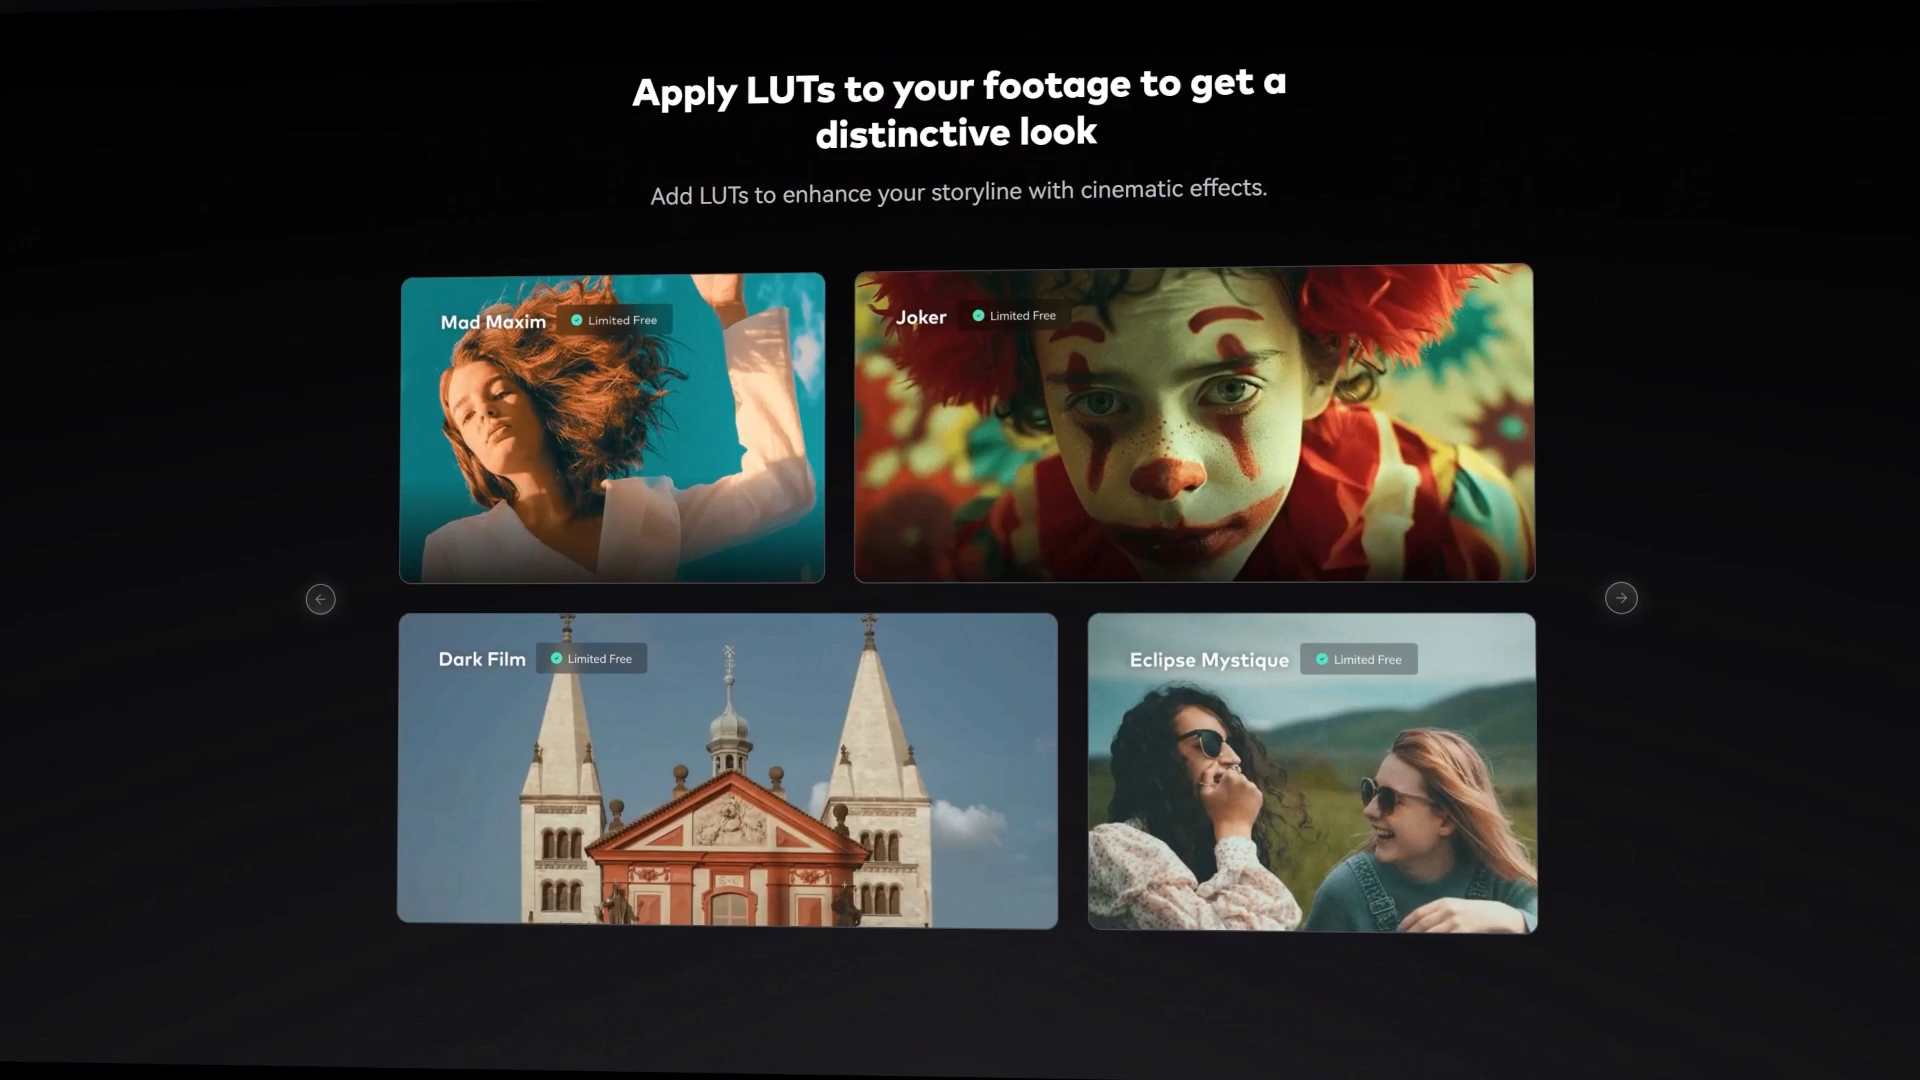 Apply LUTs to your footage to get a
distinctive look
Add LUTs to enhance your storyline with cinematic effects.
Mad Maxim
Limited Free
Joker
Limited Free
Dark Film
Limited Free
Eclipse Mystique
Limited Free